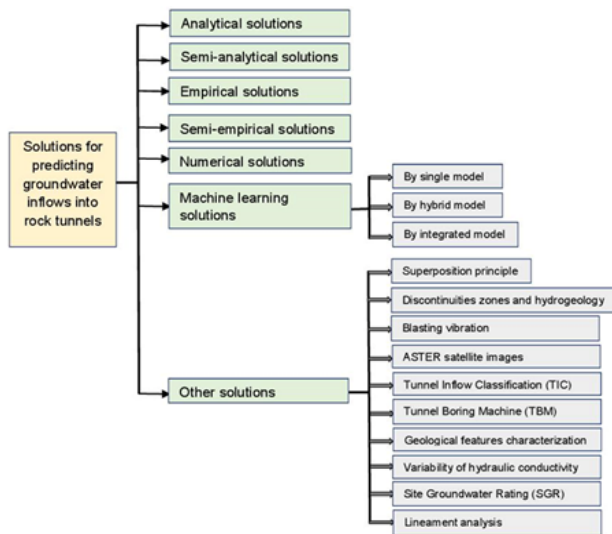 Analytical solutions
Semi-analytical solutions
Empirical solutions
Semi-empirical solutions
Numerical solutions
Machine learning
solutions
Solutions for
predicting
groundwater
inflows into
rock tunnels
By single model
By hybrid model
By integrated model
Other solutions
Superposition principle
Discontinuities zones and hydrogeology
Blasting vibration
ASTER satellite images
Tunnel Inflow Classification (TIC)
Tunnel Boring Machine (TBM)
Geological features characterization
Variability of hydraulic conductivity
Site Groundwater Rating (SGR)
Lineament analysis